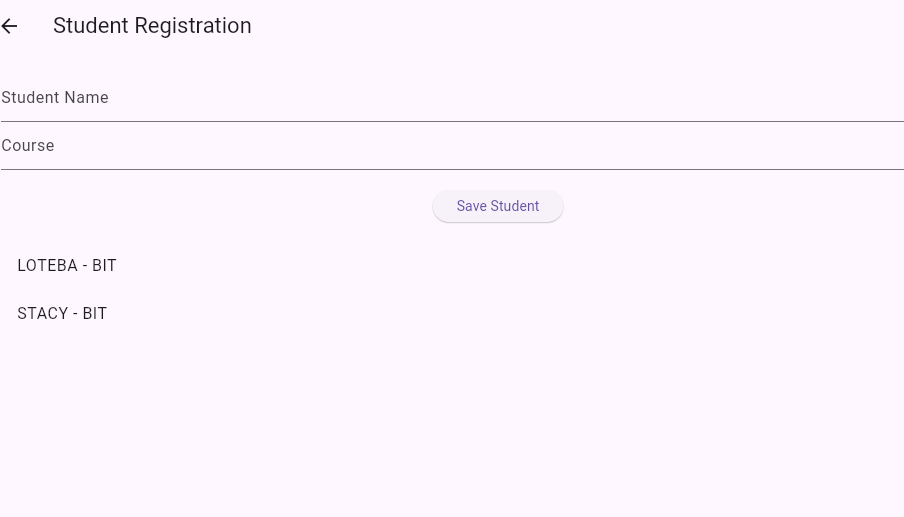 Student Registration
Student Name
Course
Save Student
LOTEBA - BIT
STACY - BIT